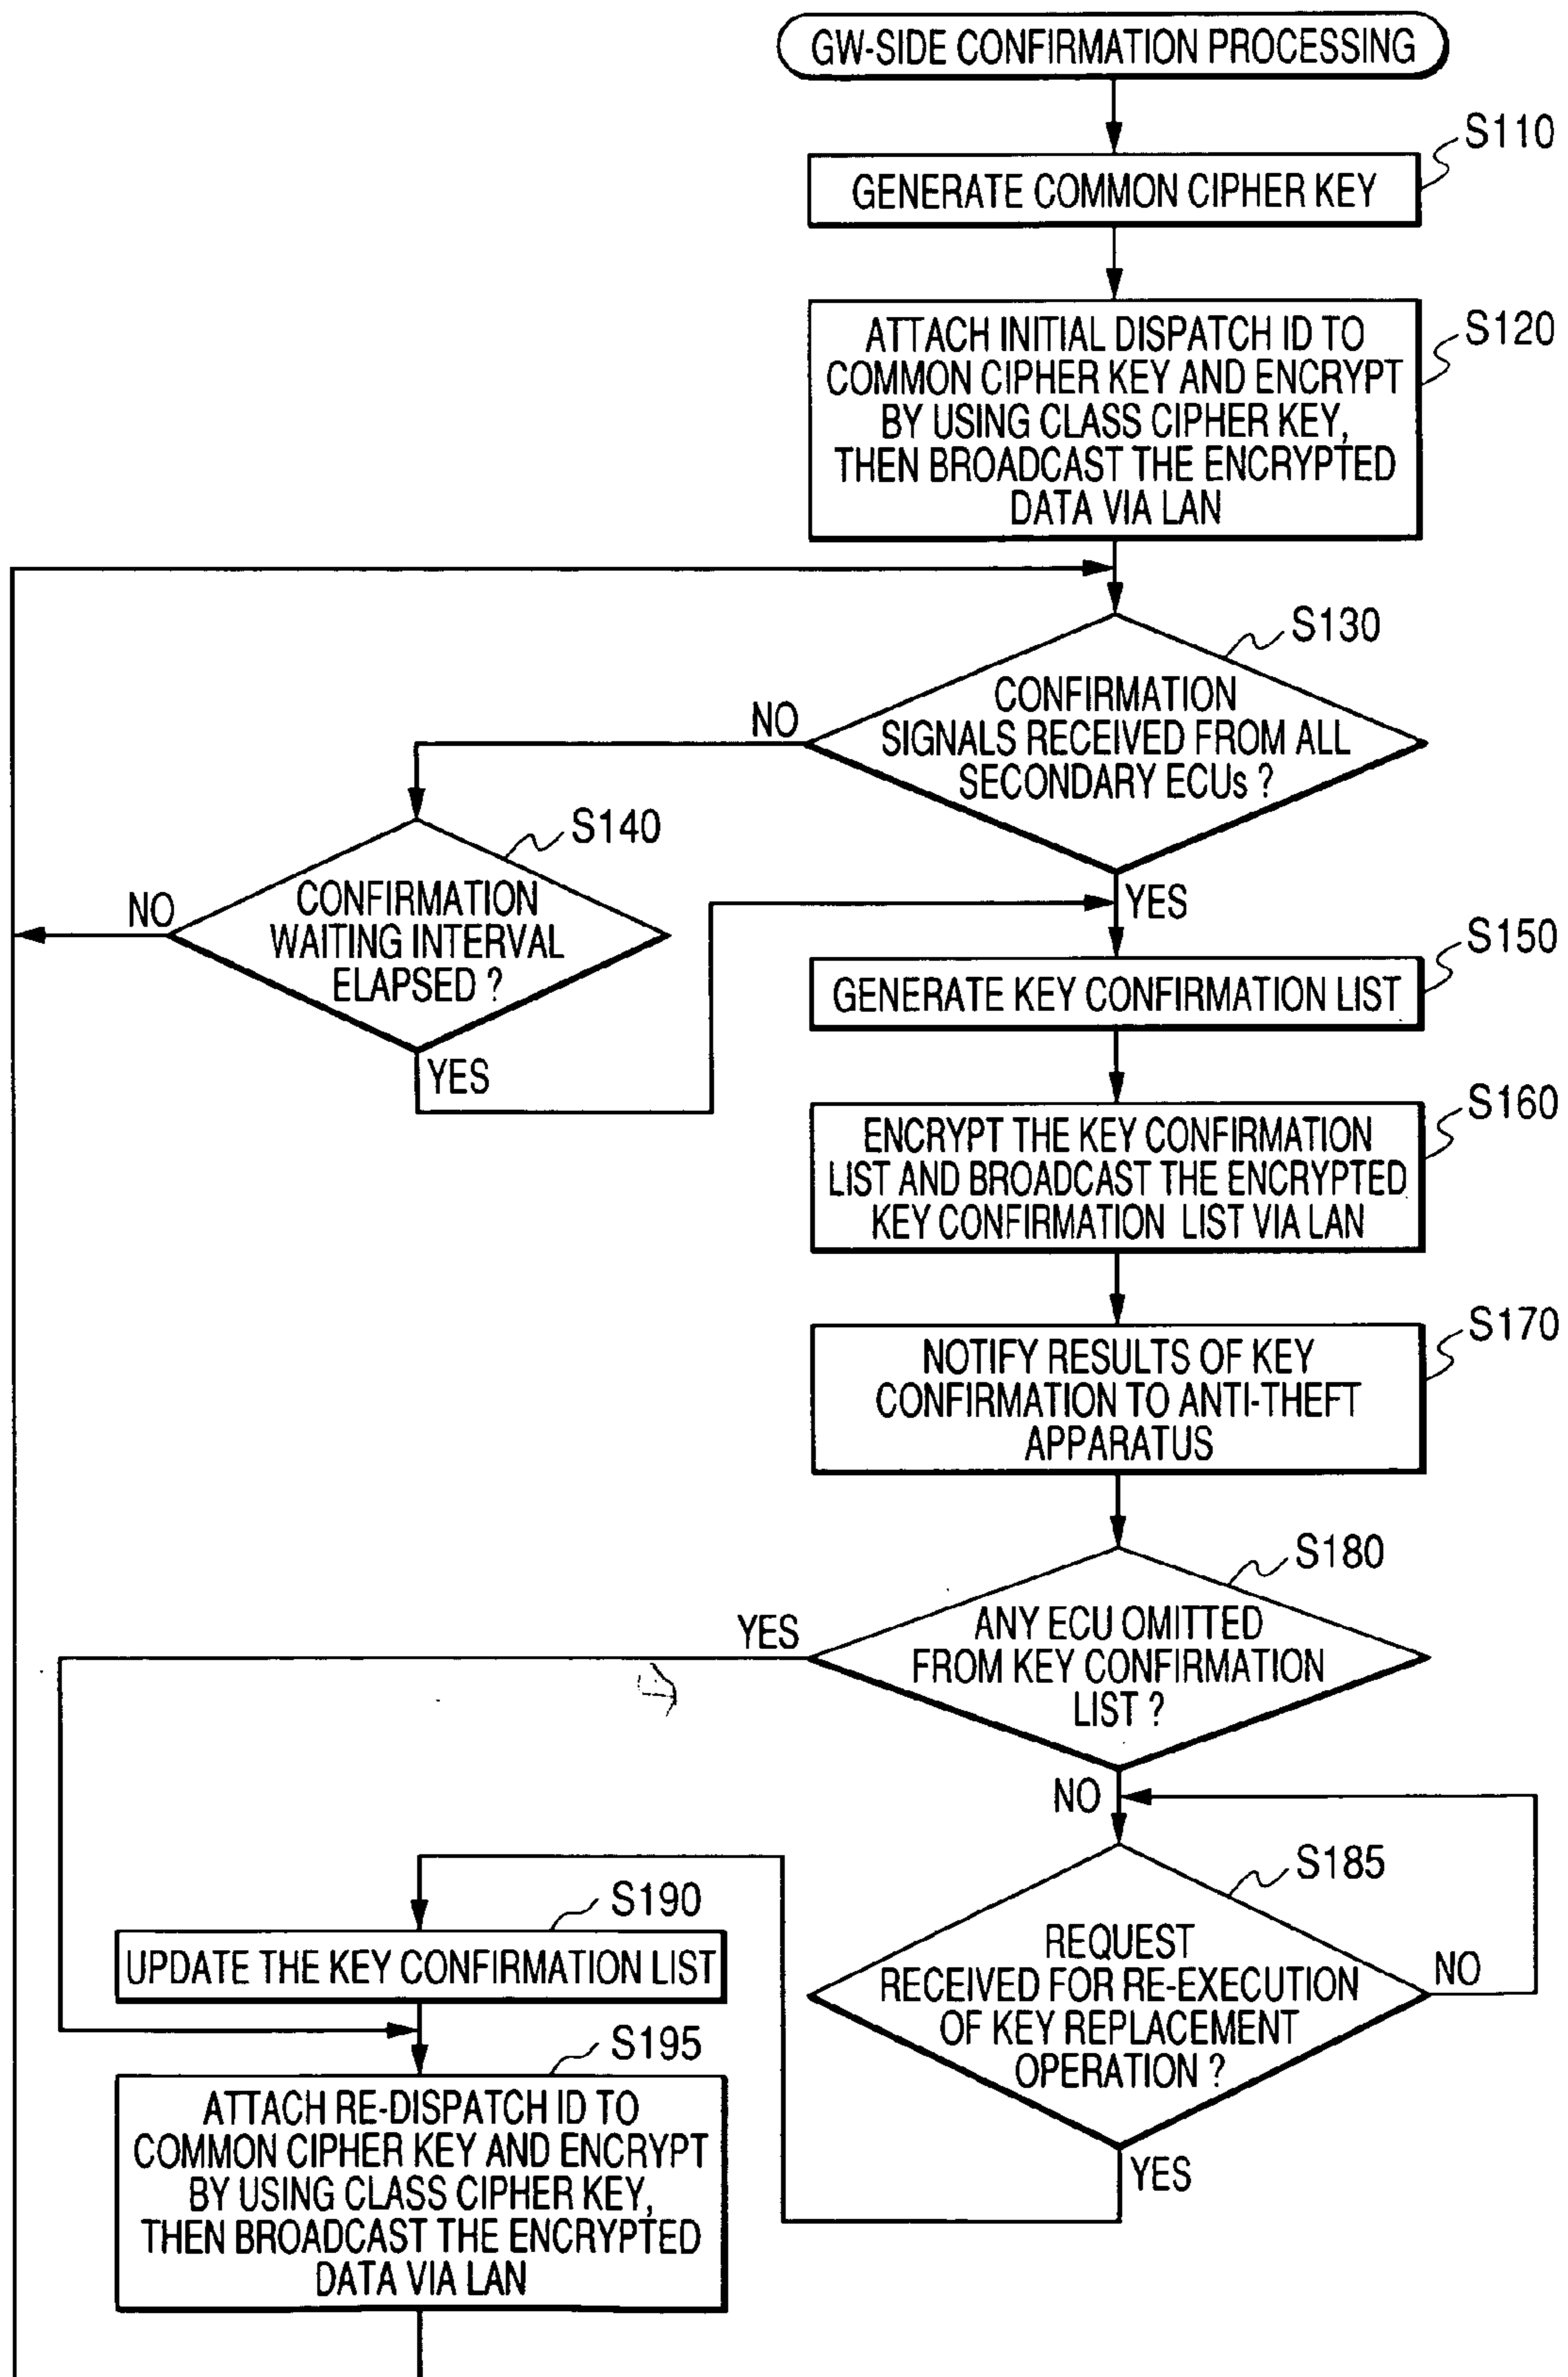 GW-SIDE CONFIRMATION PROCESSING
S110
GENERATE COMMON CIPHER KEY
S120
ATTACH INITIAL DISPATCH ID TO
COMMON CIPHER KEY AND ENCRYPT
BY USING CLASS CIPHER KEY,
THEN BROADCAST THE ENCRYPTED
DATA VIA LAN
S130
CONFIRMATION
SIGNALS RECEIVED FROM ALL
SECONDARY ECUs ?
NO
YES
S140
CONFIRMATION
WAITING INTERVAL
ELAPSED ?
NO
YES
S150
GENERATE KEY CONFIRMATION LIST
S160
ENCRYPT THE KEY CONFIRMATION
LIST AND BROADCAST THE ENCRYPTED
KEY CONFIRMATION LIST VIA LAN
S170
NOTIFY RESULTS OF KEY
CONFIRMATION TO ANTI-THEFT
APPARATUS
S180
ANY ECU OMITTED
FROM KEY CONFIRMATION
LIST ?
YES
NO
S185
REQUEST
RECEIVED FOR RE-EXECUTION
OF KEY REPLACEMENT
OPERATION ?
NO
YES
S190
UPDATE THE KEY CONFIRMATION LIST
S195
ATTACH RE-DISPATCH ID TO
COMMON CIPHER KEY AND ENCRYPT
BY USING CLASS CIPHER KEY,
THEN BROADCAST THE ENCRYPTED
DATA VIA LAN